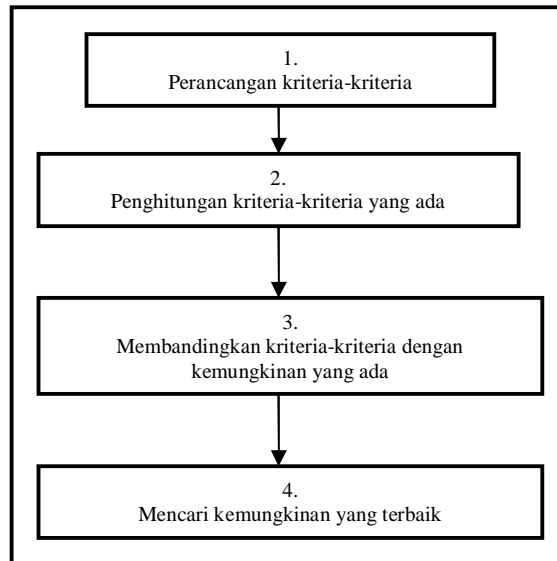 1.
Perancangan kriteria-kriteria
2.
Penghitungan kriteria-kriteria yang ada
3.
Membandingkan kriteria-kriteria dengan
kemungkinan yang ada
4.
Mencari kemungkinan yang terbaik